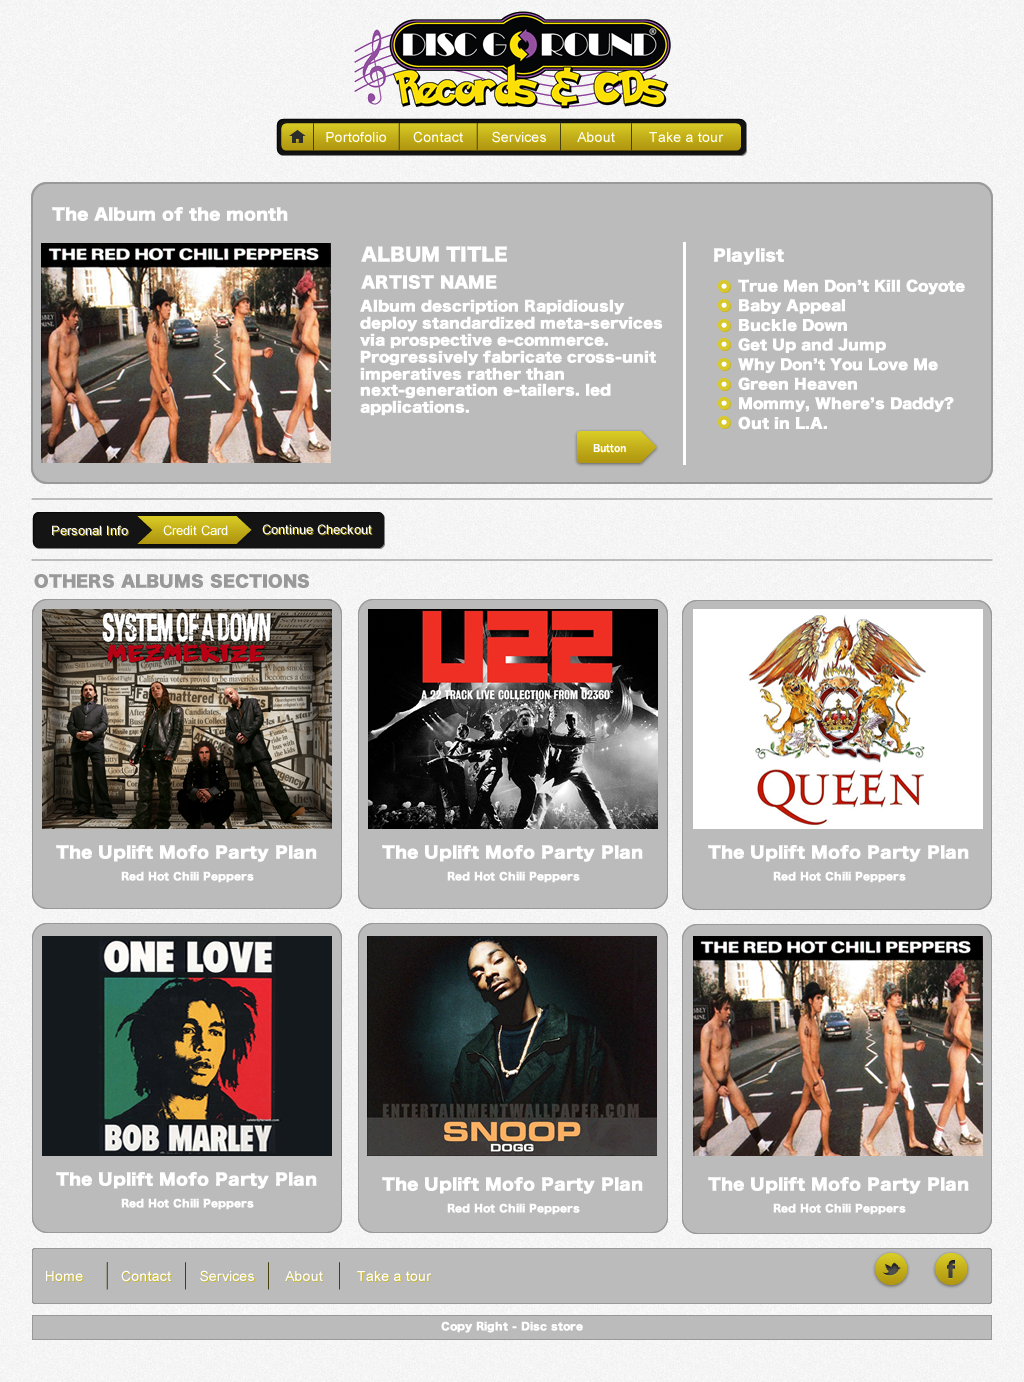 DISC GO ROUND®
Records & CDs
Portofolio
Contact
Services
About
Take a tour
The Album of the month
THE RED HOT CHILI PEPPERS
ALBUM TITLE
ARTIST NAME
Album description Rapidiously
deploy standardized meta-services
via prospective e-commerce.
Progressively fabricate cross-unit
imperatives rather than
next-generation e-tailers. led
applications.
Button
Playlist
True Men Don't Kill Coyote
Baby Appeal
Buckle Down
Get Up and Jump
Why Don't You Love Me
Green Heaven
Mommy, Where's Daddy?
Out in L.A.
Personal Info
Credit Card
Continue Checkout
OTHERS ALBUMS SECTIONS
SYSTEM OF A DOWN
MEZMERIZE
The Uplift Mofo Party Plan
Red Hot Chili Peppers
U22
A 22 TRACK LIVE COLLECTION FROM U2360°
The Uplift Mofo Party Plan
Red Hot Chili Peppers
QUEEN
The Uplift Mofo Party Plan
Red Hot Chili Peppers
ONE LOVE
BOB MARLEY
The Uplift Mofo Party Plan
Red Hot Chili Peppers
ENTERTAINMENTWALLPAPER.COM
SNOOP
DOGG
The Uplift Mofo Party Plan
Red Hot Chili Peppers
THE RED HOT CHILI PEPPERS
The Uplift Mofo Party Plan
Red Hot Chili Peppers
Home
Contact
Services
About
Take a tour
Copy Right - Disc store